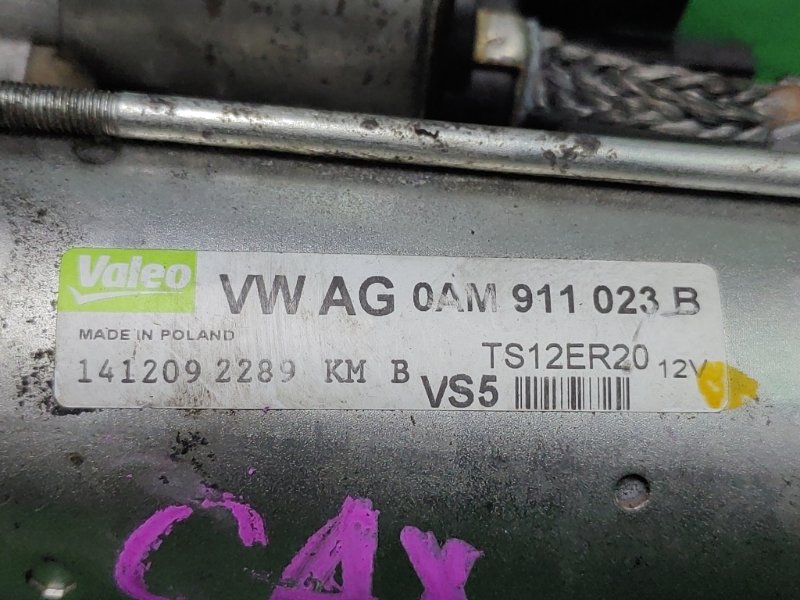 Valeo VW AG 0AM 911 023 B
MADE IN POLAND
TS12ER20 12V
141209 2289 KM B
VS5
CAX